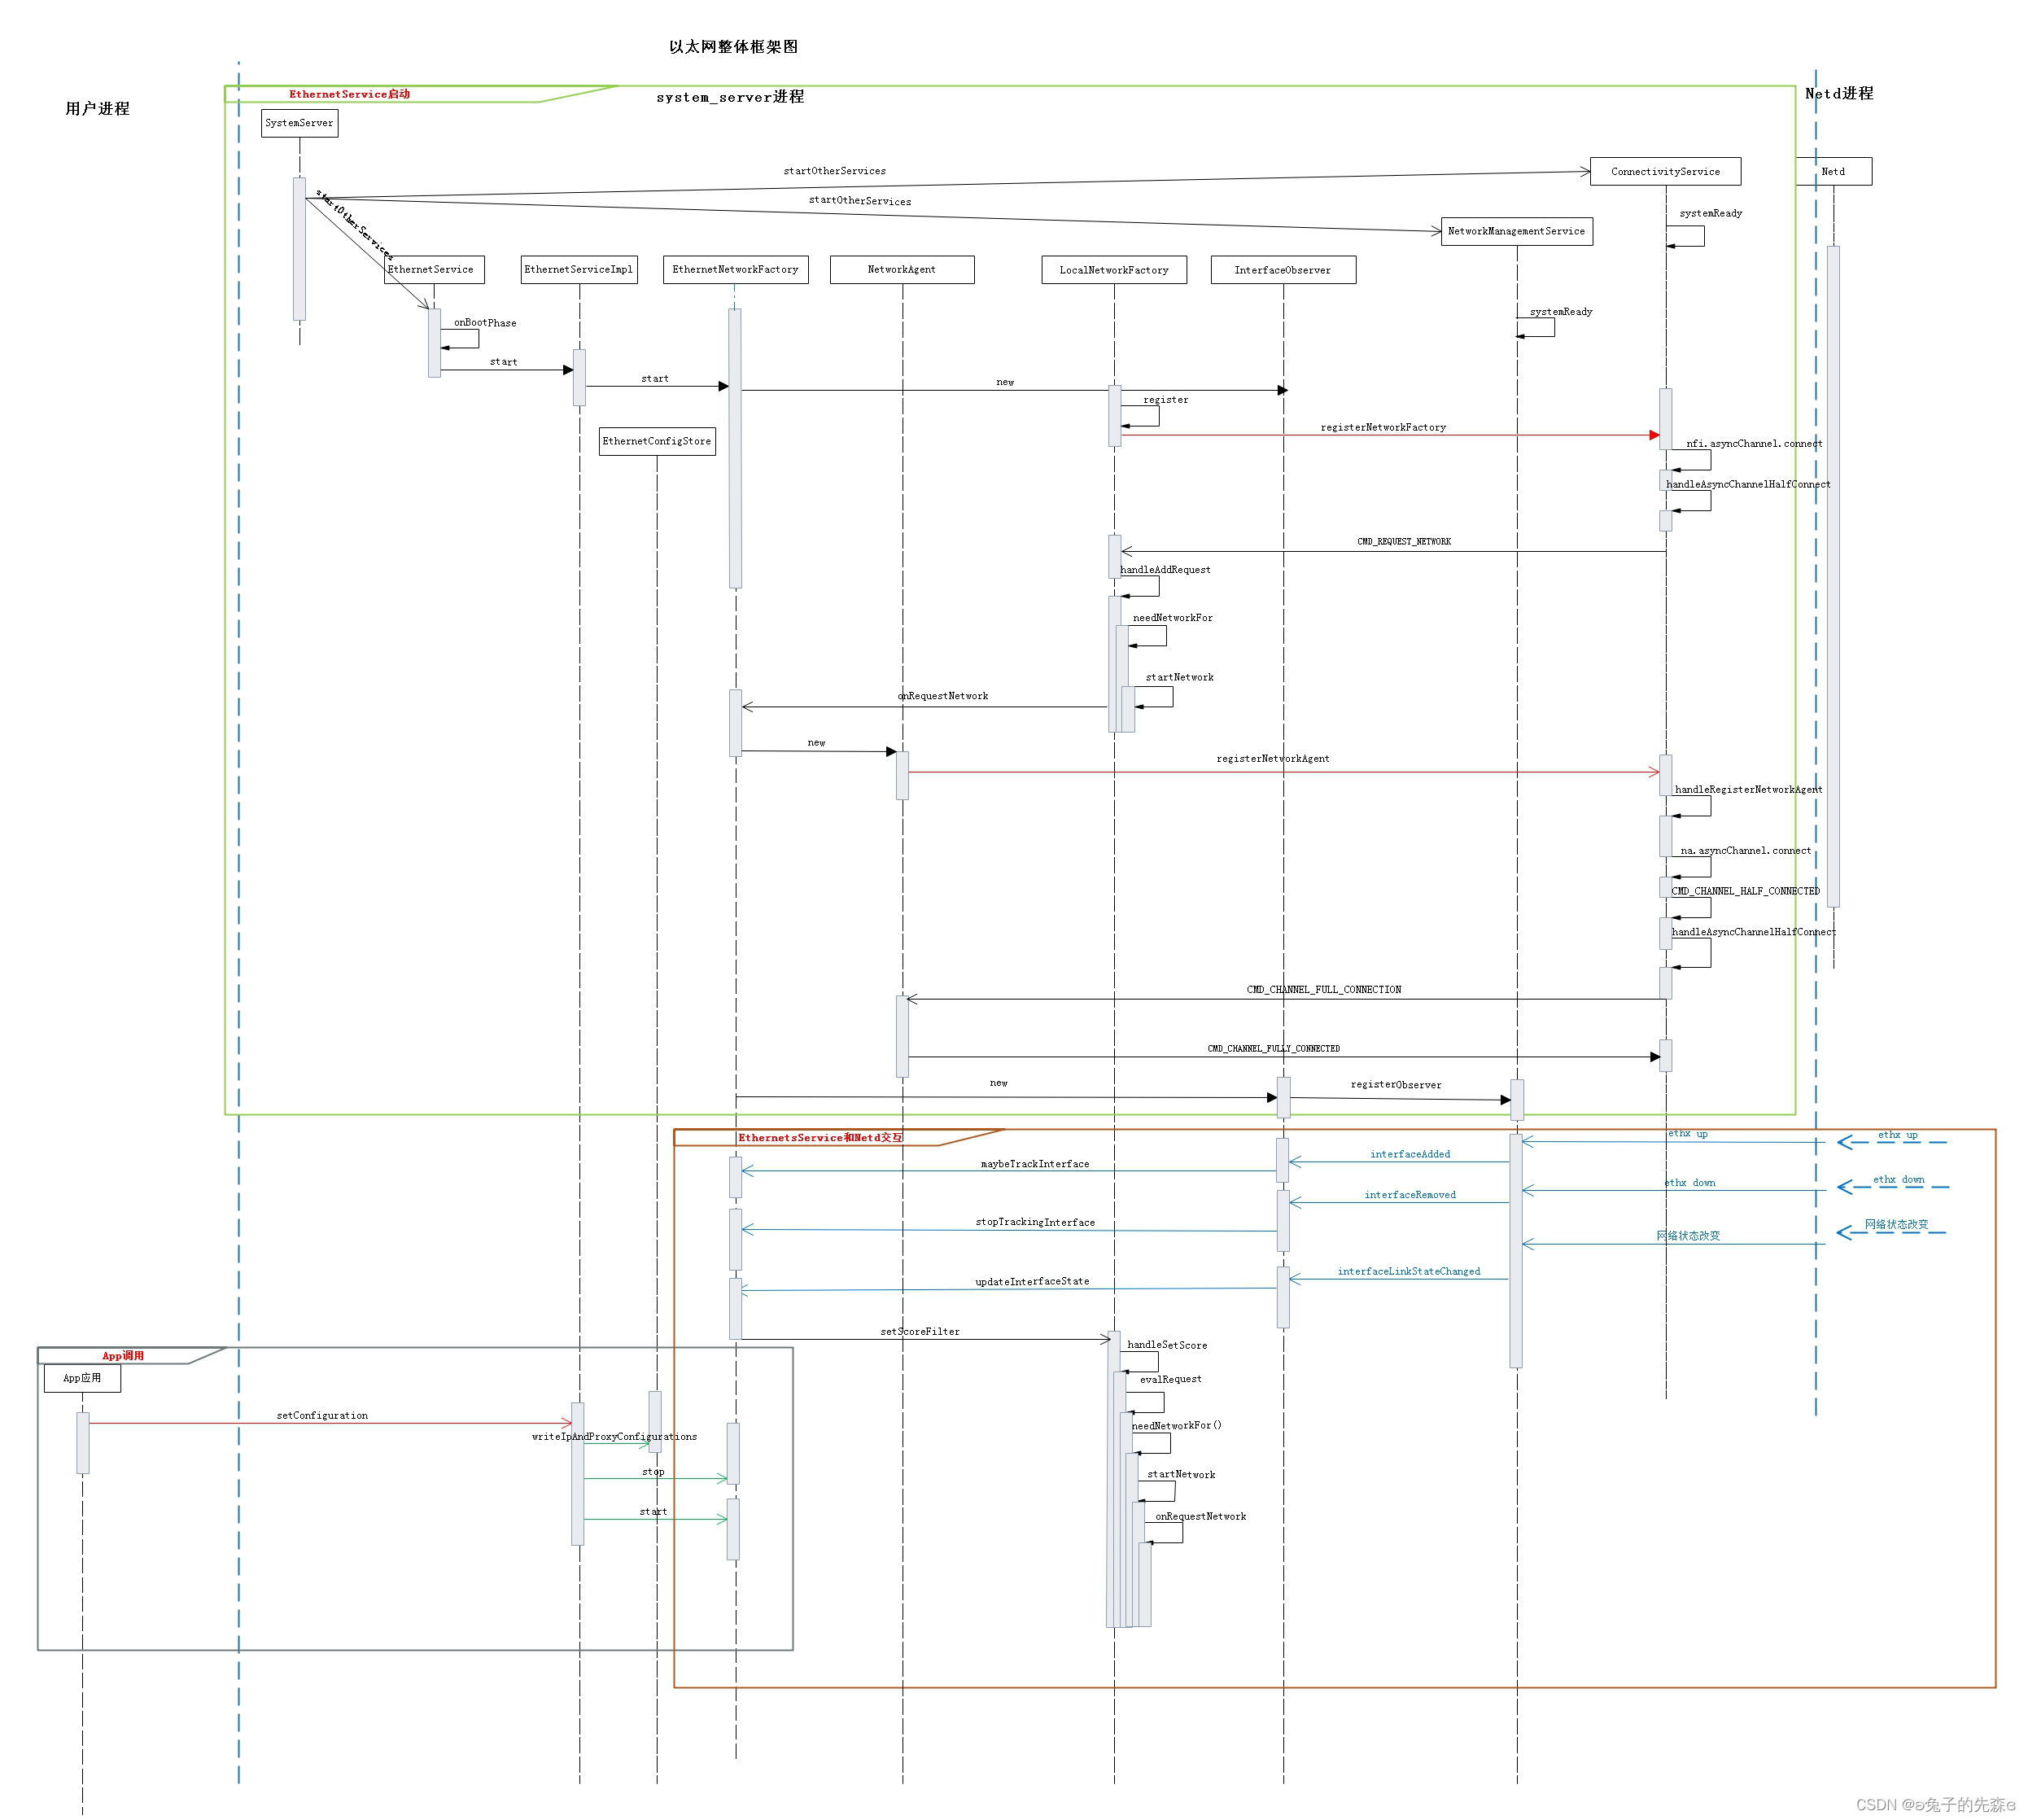 以太网整体框架图
EthernetService启动
system_server进程
Netd进程
用户进程
SystemServer
startOtherServices
ConnectivityService
Netd
startOtherServices
startOtherServices
systemReady
NetworkManagementService
EthernetService
EthernetServiceImpl
EthernetNetworkFactory
NetworkAgent
LocalNetworkFactory
InterfaceObserver
systemReady
onBootPhase
start
start
new
register
registerNetworkFactory
EthernetConfigStore
nfi.asyncChannel.connect
handleAsyncChannelHalfConnect
CMD_REQUEST_NETWORK
handleAddRequest
needNetworkFor
startNetwork
onRequestNetwork
new
registerNetworkAgent
handleRegisterNetworkAgent
na.asyncChannel.connect
CMD_CHANNEL_HALF_CONNECTED
handleAsyncChannelHalfConnect
CMD_CHANNEL_FULL_CONNECTION
CMD_CHANNEL_FULLY_CONNECTED
new
registerObserver
EthernetsService和Netd交互
ethx up
ethx up
interfaceAdded
maybeTrackInterface
ethx down
ethx down
interfaceRemoved
stopTrackingInterface
网络状态改变
网络状态改变
interfaceLinkStateChanged
updateInterfaceState
setScoreFilter
handleSetScore
App调用
App应用
evalRequest
setConfiguration
needNetworkFor()
writeIpAndProxyConfigurations
stop
startNetwork
start
onRequestNetwork
CSDN @ʚ兔子的先森ɞ